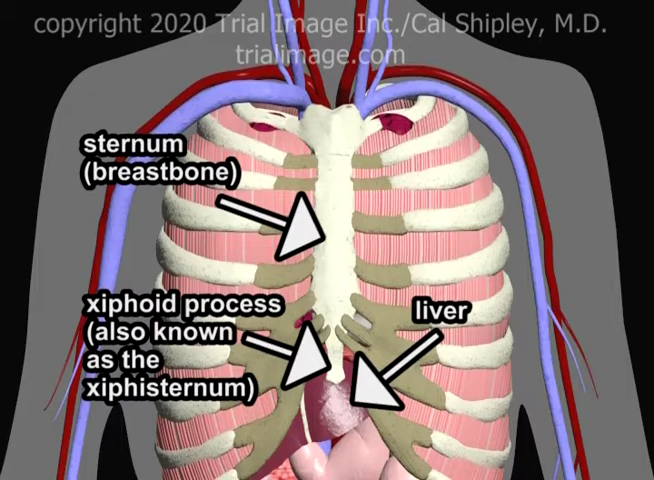 copyright 2020 Trial Image Inc./Cal Shipley, M.D.
trialimage.com
sternum
(breastbone)
xiphoid process
(also known
as the
xiphisternum)
liver